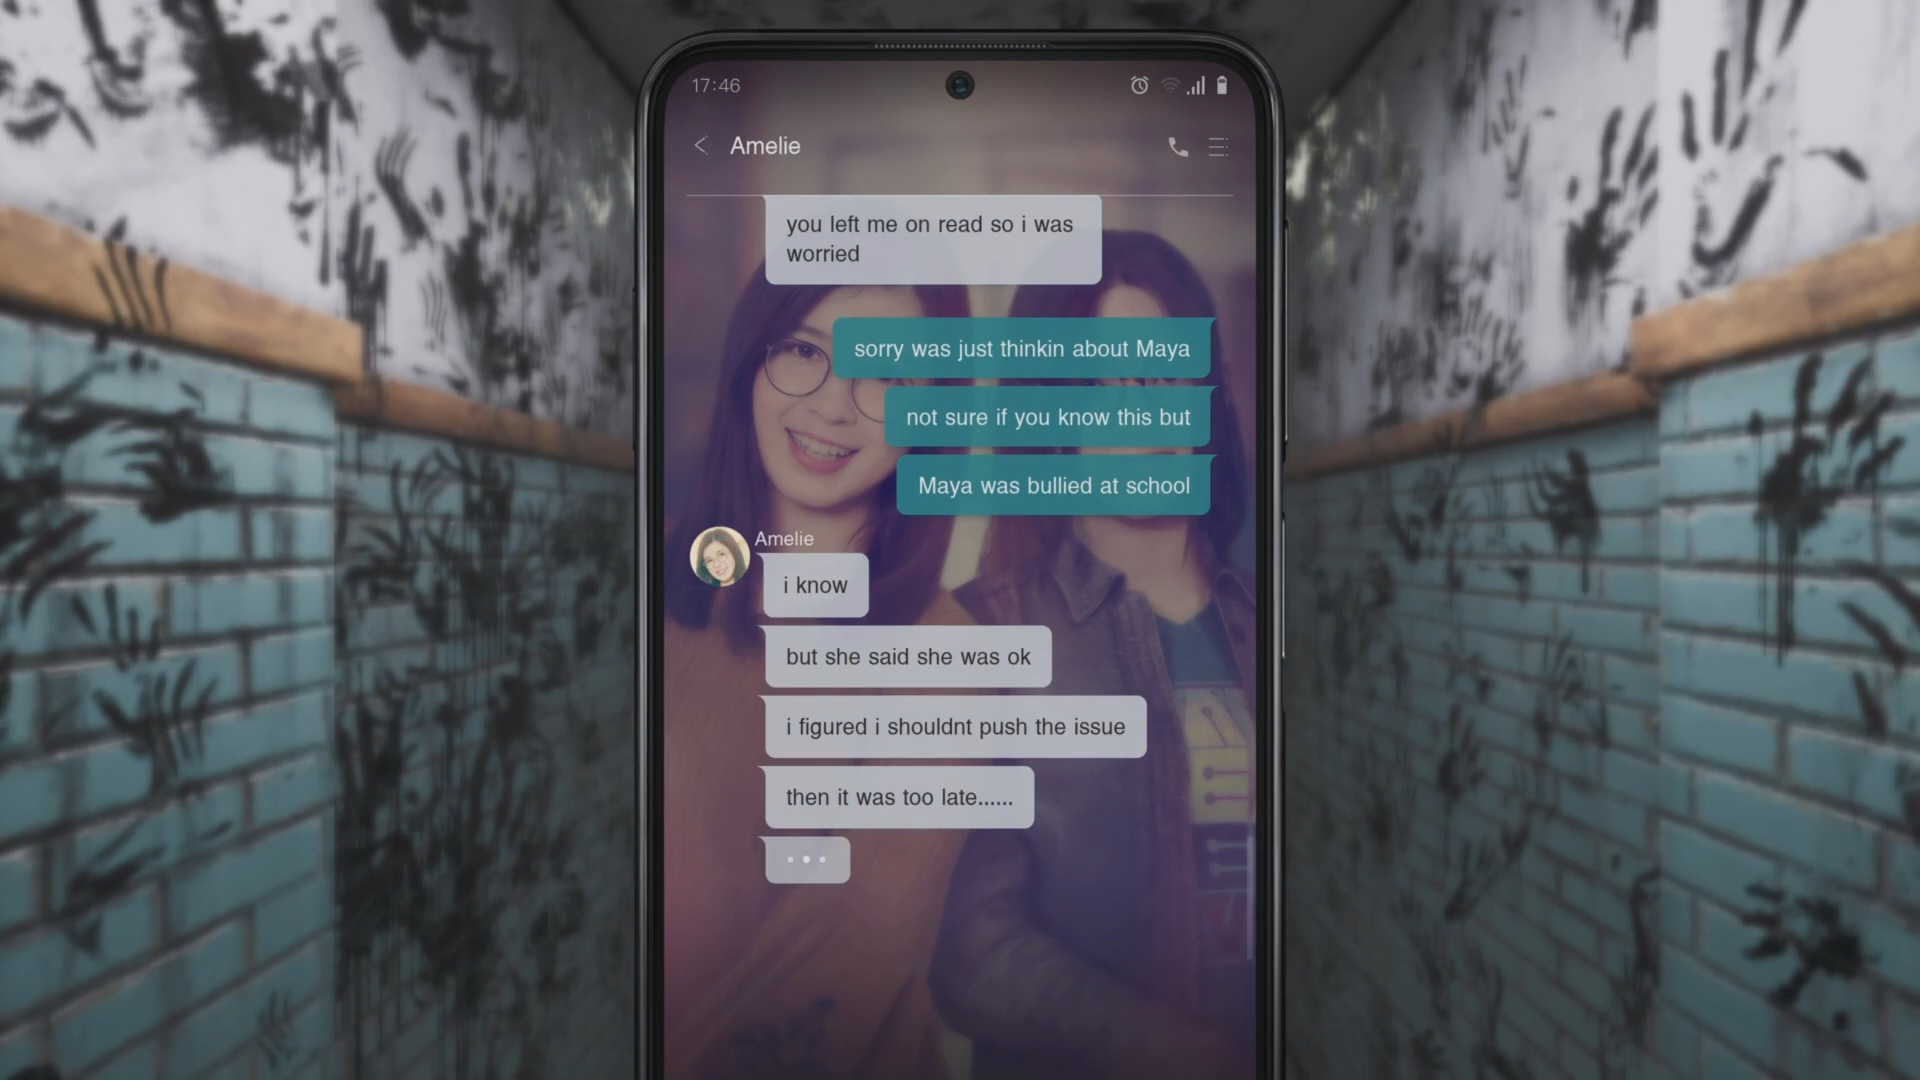 17:46
Amelie
you left me on read so i was
worried
sorry was just thinkin about Maya
not sure if you know this but
Maya was bullied at school
Amelie
i know
but she said she was ok
i figured i shouldnt push the issue
then it was too late......